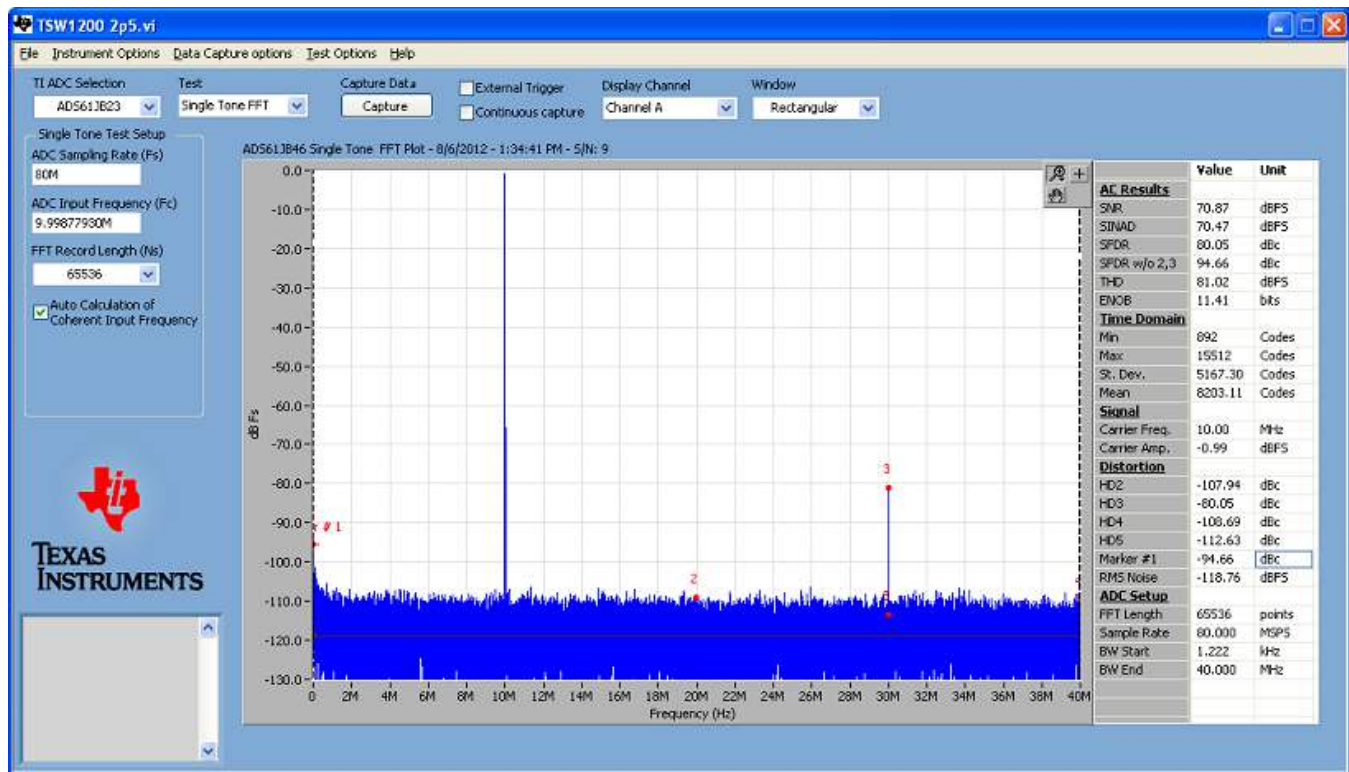 TSW1200 2p5.vi
File Instrument Options Data Capture options Test Options Help
TI ADC Selection Test Capture Data External Trigger Display Channel Window
ADS61JB23 Single Tone FFT Capture Continuous capture Channel A Rectangular
Single Tone Test Setup
ADC Sampling Rate (Fs)
80M
ADC Input Frequency (Fc)
9.99877930M
FFT Record Length (Ns)
65536
Auto Calculation of
Coherent Input Frequency
TEXAS
INSTRUMENTS
ADS61JB46 Single Tone FFT Plot - 8/6/2012 - 1:34:41 PM - S/N: 9
0.0
-10.0
-20.0
-30.0
-40.0
-50.0
-60.0
-70.0
-80.0
-90.0
-100.0
-110.0
-120.0
-130.0
dB Fs
# 1
2
3
0 2M 4M 6M 8M 10M 12M 14M 16M 18M 20M 22M 24M 26M 28M 30M 32M 34M 36M 38M 40M
Frequency (Hz)
Value Unit
AC Results
SNR 70.87 dBFS
SINAD 70.47 dBFS
SFDR 80.05 dBc
SFDR w/o 2,3 94.66 dBc
THD 81.02 dBFS
ENOB 11.41 bits
Time Domain
Min 892 Codes
Max 15512 Codes
St. Dev. 5167.30 Codes
Mean 8203.11 Codes
Signal
Carrier Freq. 10.00 MHz
Carrier Amp. -0.99 dBFS
Distortion
HD2 -107.94 dBc
HD3 -80.05 dBc
HD4 -108.69 dBc
HD5 -112.63 dBc
Marker #1 -94.66 dBc
RMS Noise -118.76 dBFS
ADC Setup
FFT Length 65536 points
Sample Rate 80.000 MSPS
BW Start 1.222 kHz
BW End 40.000 MHz